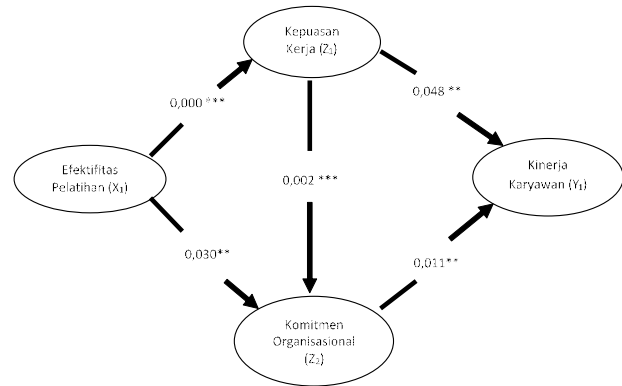 Kepuasan
Kerja (Z₁)
0,000 ***
0,048 **
Efektifitas
Pelatihan (X₁)
0,002 ***
Kinerja
Karyawan (Y₁)
0,030**
0,011**
Komitmen
Organisasional
(Z₂)